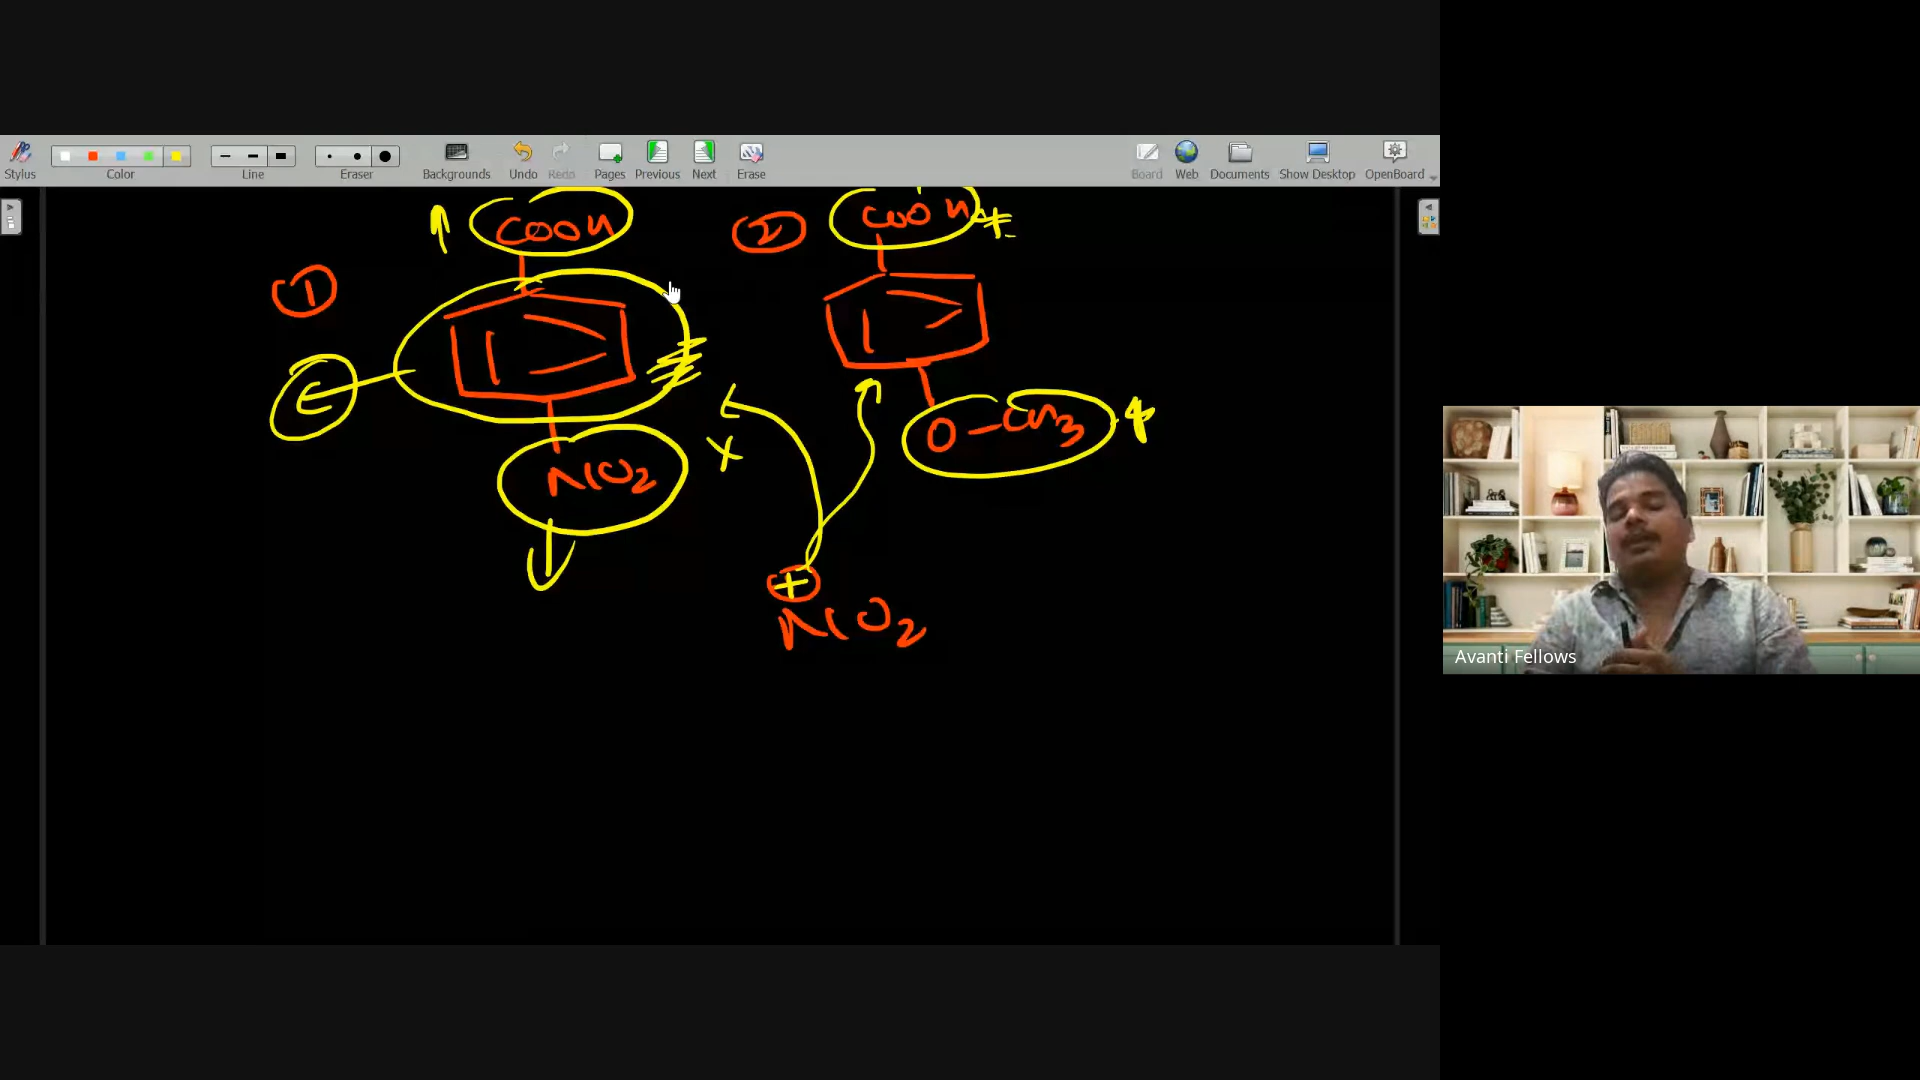 Stylus
Color
Line
Eraser
Backgrounds
Undo
Redo
Pages
Previous
Next
Erase
Board
Web
Documents
Show Desktop
OpenBoard
COOH
②
COOH
①
O-CH3
NO2
x
+
NO2
Avanti Fellows